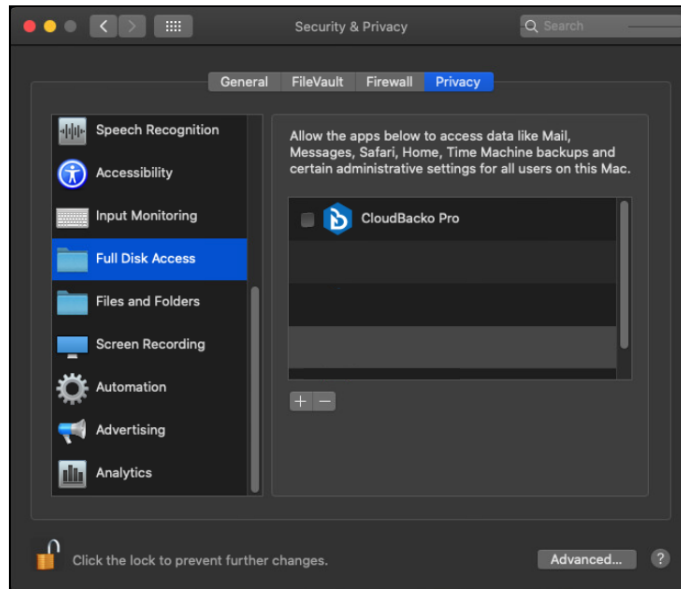 Security & Privacy
Search
General
FileVault
Firewall
Privacy
Speech Recognition
Accessibility
Input Monitoring
Full Disk Access
Files and Folders
Screen Recording
Automation
Advertising
Analytics
Allow the apps below to access data like Mail,
Messages, Safari, Home, Time Machine backups and
certain administrative settings for all users on this Mac.
CloudBacko Pro
Click the lock to prevent further changes.
Advanced...
?